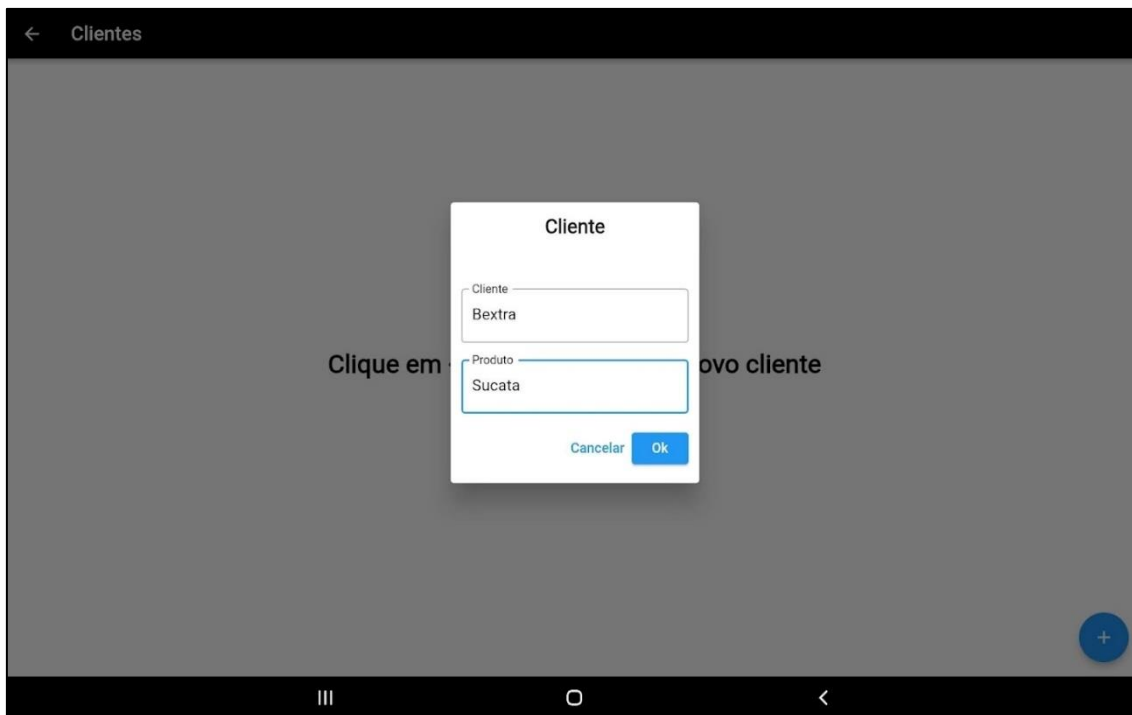 Clientes
Cliente
Cliente
Bextra
Clique em
ovo cliente
Produto
Sucata
Cancelar
Ok
+